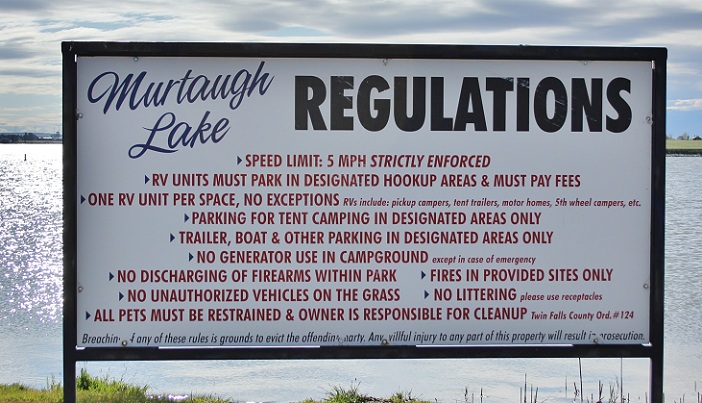 Murtaugh Lake REGULATIONS
SPEED LIMIT: 5 MPH STRICTLY ENFORCED
RV UNITS MUST PARK IN DESIGNATED HOOKUP AREAS & MUST PAY FEES
ONE RV UNIT PER SPACE, NO EXCEPTIONS RVs include: pickup campers, tent trailers, motor homes, 5th wheel campers, etc.
PARKING FOR TENT CAMPING IN DESIGNATED AREAS ONLY
TRAILER, BOAT & OTHER PARKING IN DESIGNATED AREAS ONLY
NO GENERATOR USE IN CAMPGROUND except in case of emergency
NO DISCHARGING OF FIREARMS WITHIN PARK FIRES IN PROVIDED SITES ONLY
NO UNAUTHORIZED VEHICLES ON THE GRASS NO LITTERING please use receptacles
ALL PETS MUST BE RESTRAINED & OWNER IS RESPONSIBLE FOR CLEANUP Twin Falls County Ord. #124
Breaching of any of these rules is grounds to evict the offending party. Any willful injury to any part of this property will result in prosecution.